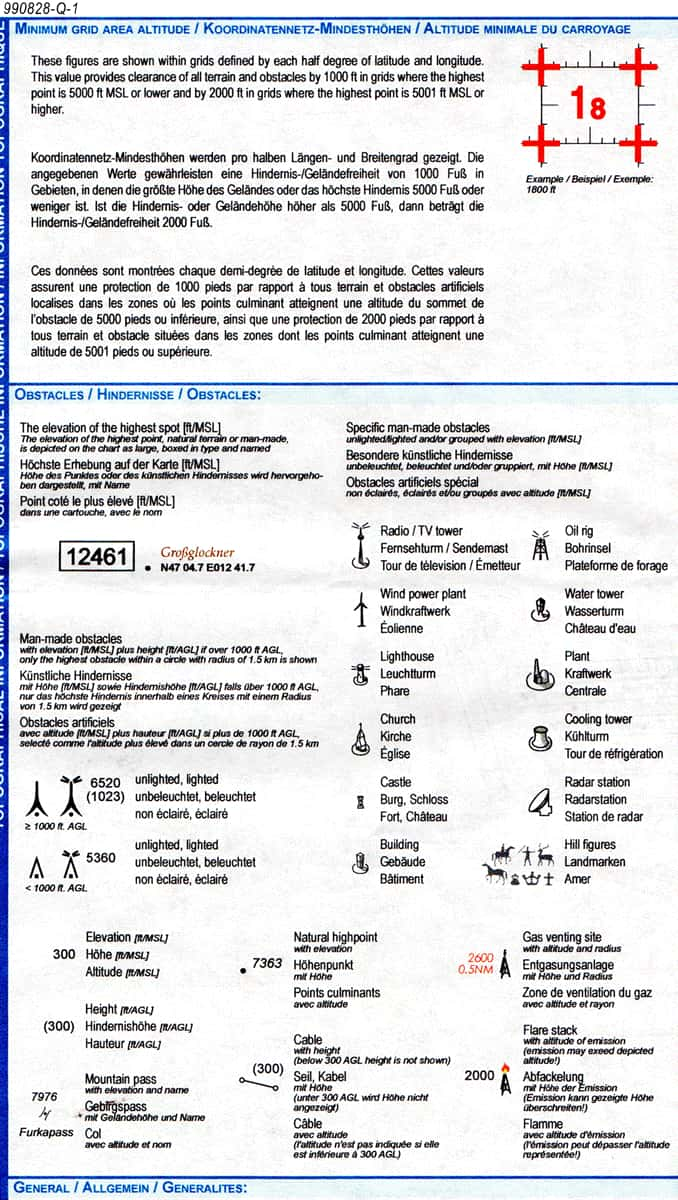 990828-Q-1
MINIMUM GRID AREA ALTITUDE / KOORDINATENNETZ-MINDESTHÖHEN / ALTITUDE MINIMALE DU CARROYAGE
These figures are shown within grids defined by each half degree of latitude and longitude.
This value provides clearance of all terrain and obstacles by 1000 ft in grids where the highest
point is 5000 ft MSL or lower and by 2000 ft in grids where the highest point is 5001 ft MSL or
higher.
18
Example / Beispiel / Exemple:
1800 ft
Koordinatennetz-Mindesthöhen werden pro halben Längen- und Breitengrad gezeigt. Die
angegebenen Werte gewährleisten eine Hindernis-/Geländefreiheit von 1000 Fuß in
Gebieten, in denen die größte Höhe des Geländes oder das höchste Hindernis 5000 Fuß oder
weniger ist. Ist die Hindernis- oder Geländehöhe höher als 5000 Fuß, dann beträgt die
Hindernis-/Geländefreiheit 2000 Fuß.
Ces données sont montrées chaque demi-degrée de latitude et longitude. Cettes valeurs
assurent une protection de 1000 pieds par rapport à tous terrain et obstacles artificiels
localises dans les zones où les points culminant atteignent une altitude du sommet de
l'obstacle de 5000 pieds ou inférieure, ainsi que une protection de 2000 pieds par rapport à
tous terrain et obstacle situées dans les zones dont les points culminant atteignent une
altitude de 5001 pieds ou supérieure.
OBSTACLES / HINDERNISSE / OBSTACLES:
The elevation of the highest spot [ft/MSL]
The elevation of the highest point, natural terrain or man-made,
is depicted on the chart as large, boxed in type and named
Höchste Erhebung auf der Karte [ft/MSL]
Höhe des Punktes oder des künstlichen Hindernisses wird hervorgeho-
ben dargestellt, mit Name
Point coté le plus élevé [ft/MSL]
dans une cartouche, avec le nom
12461
Großglockner
N47 04.7 E012 41.7
Man-made obstacles
with elevation [ft/MSL] plus height [ft/AGL] if over 1000 ft AGL,
only the highest obstacle within a circle with radius of 1.5 km is shown
Künstliche Hindernisse
mit Höhe [ft/MSL] sowie Hindernishöhe [ft/AGL] falls über 1000 ft AGL,
nur das höchste Hindernis innerhalb eines Kreises mit einem Radius
von 1.5 km wird gezeigt
Obstacles artificiels
avec altitude [ft/MSL] plus hauteur [ft/AGL] si plus de 1000 ft AGL,
selecté comme l'altitude plus élevé dans un cercle de rayon de 1.5 km
6520
(1023)
≥ 1000 ft. AGL
unlighted, lighted
unbeleuchtet, beleuchtet
non éclairé, éclairé
5360
< 1000 ft. AGL
unlighted, lighted
unbeleuchtet, beleuchtet
non éclairé, éclairé
Specific man-made obstacles
unlighted/lighted and/or grouped with elevation [ft/MSL]
Besondere künstliche Hindernisse
unbeleuchtet, beleuchtet und/oder gruppiert, mit Höhe [ft/MSL]
Obstacles artificiels spécial
non éclairés, éclairés et/ou groupés avec altitude [ft/MSL]
Radio / TV tower
Fernsehturm / Sendemast
Tour de télevision / Émetteur
Wind power plant
Windkraftwerk
Éolienne
Lighthouse
Leuchtturm
Phare
Church
Kirche
Église
Castle
Burg, Schloss
Fort, Château
Building
Gebäude
Bâtiment
Oil rig
Bohrinsel
Plateforme de forage
Water tower
Wasserturm
Château d'eau
Plant
Kraftwerk
Centrale
Cooling tower
Kühlturm
Tour de réfrigération
Radar station
Radarstation
Station de radar
Hill figures
Landmarken
Amer
300
Elevation [ft/MSL]
Höhe [ft/MSL]
Altitude [ft/MSL]
(300)
Height [ft/AGL]
Hindernishöhe [ft/AGL]
Hauteur [ft/AGL]
7976
Furkapass
Mountain pass
with elevation and name
Gebirgspass
mit Geländehöhe und Name
Col
avec altitude et nom
7363
Natural highpoint
with elevation
Höhenpunkt
mit Höhe
Points culminants
avec altitude
(300)
Cable
with height
(below 300 AGL height is not shown)
Seil, Kabel
mit Höhe
(unter 300 AGL wird Höhe nicht
angezeigt)
Câble
avec altitude
(l'altitude n'est pas indiquée si elle
est inférieure à 300 AGL)
2600
0.5NM
Gas venting site
with altitude and radius
Entgasungsanlage
mit Höhe und Radius
Zone de ventilation du gaz
avec altitude et rayon
2000
Flare stack
with altitude of emission
(emission may exeed depicted
altitude!)
Abfackelung
mit Höhe der Emission
(Emission kann gezeigte Höhe
überschreiten!)
Flamme
avec altitude d'émission
(l'émission peut dépasser l'altitude
représentée!)
GENERAL / ALLGEMEIN / GENERALITES: